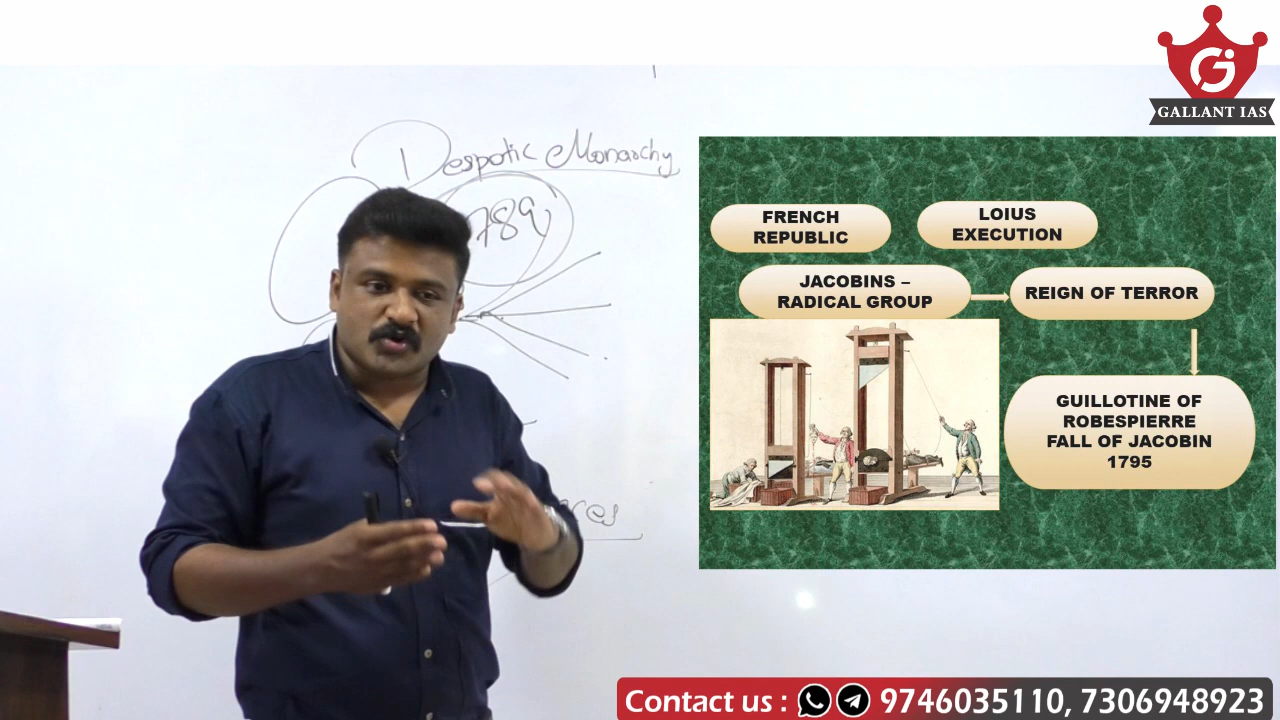 GALLANT IAS
Despotic Monarchy
789
FRENCH
REPUBLIC
LOIUS
EXECUTION
JACOBINS –
RADICAL GROUP
REIGN OF TERROR
GUILLOTINE OF
ROBESPIERRE
FALL OF JACOBIN
1795
Contact us : 9746035110, 7306948923